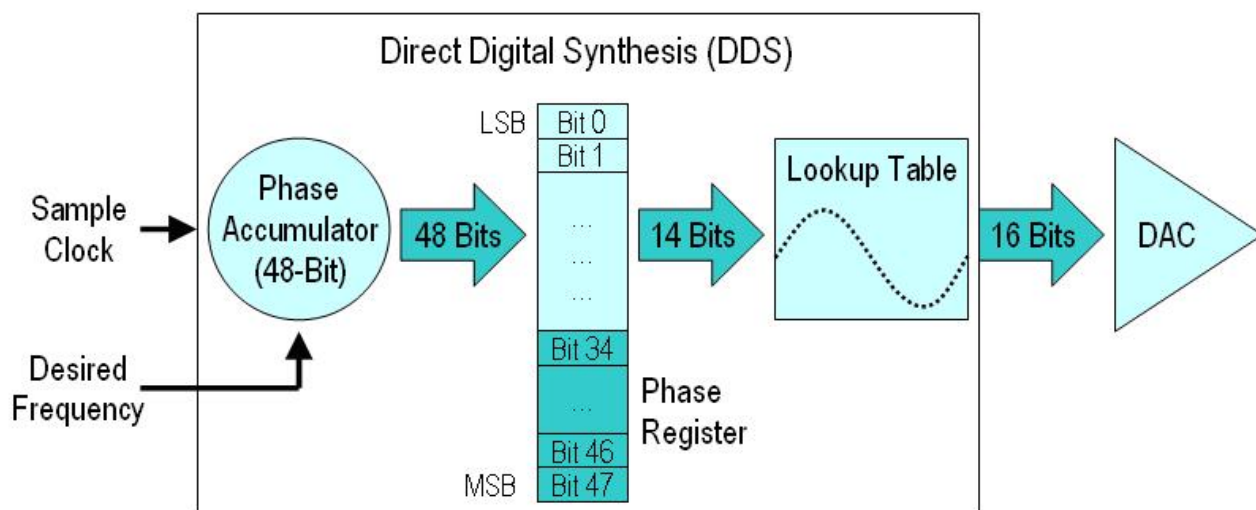 Direct Digital Synthesis (DDS)
Sample
Clock
Desired
Frequency
Phase
Accumulator
(48-Bit)
48 Bits
LSB
Bit 0
Bit 1
...
...
...
Bit 34
...
Bit 46
MSB
Bit 47
Phase
Register
14 Bits
Lookup Table
16 Bits
DAC